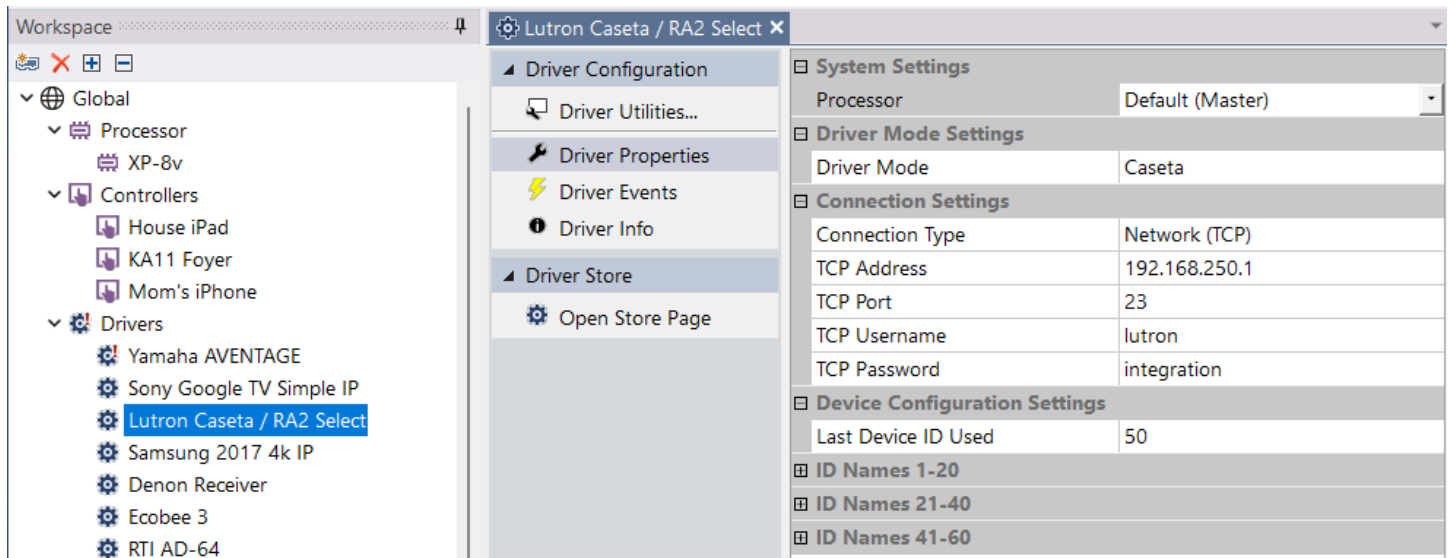 Workspace
Global
Processor
XP-8v
Controllers
House iPad
KA11 Foyer
Mom's iPhone
Drivers
Yamaha AVENTAGE
Sony Google TV Simple IP
Lutron Caseta / RA2 Select
Samsung 2017 4k IP
Denon Receiver
Ecobee 3
RTI AD-64
Lutron Caseta / RA2 Select
Driver Configuration
Driver Utilities...
Driver Properties
Driver Events
Driver Info
Driver Store
Open Store Page
System Settings
Processor Default (Master)
Driver Mode Settings
Driver Mode Caseta
Connection Settings
Connection Type Network (TCP)
TCP Address 192.168.250.1
TCP Port 23
TCP Username lutron
TCP Password integration
Device Configuration Settings
Last Device ID Used 50
ID Names 1-20
ID Names 21-40
ID Names 41-60